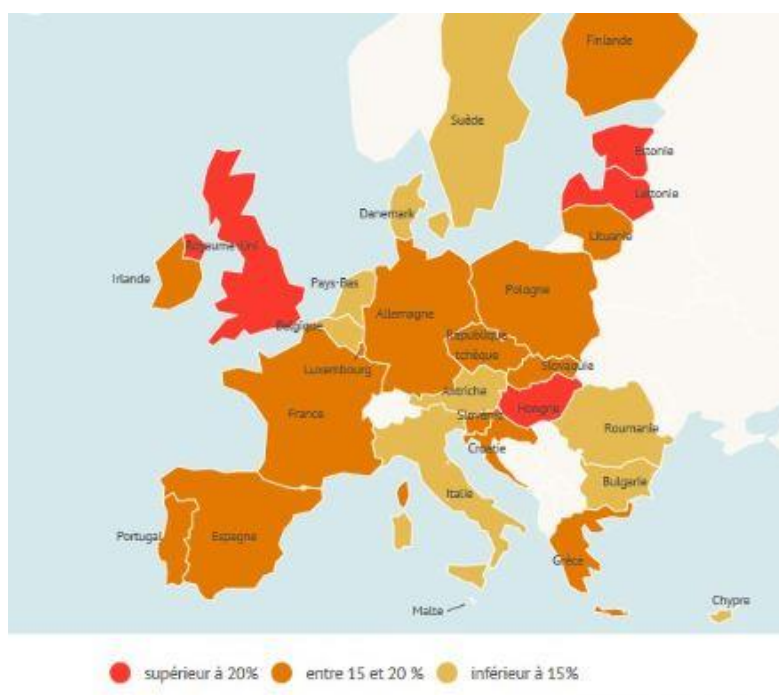 Finlande
Suède
Estonie
Lettonie
Danemark
Lituanie
Royaume-Uni
Irlande
Pays-Bas
Pologne
Allemagne
Belgique
République
tchèque
Luxembourg
Slovaquie
Autriche
Hongrie
France
Slovénie
Roumanie
Croatie
Bulgarie
Italie
Portugal
Espagne
Grèce
Chypre
Malte
supérieur à 20%
entre 15 et 20 %
inférieur à 15%